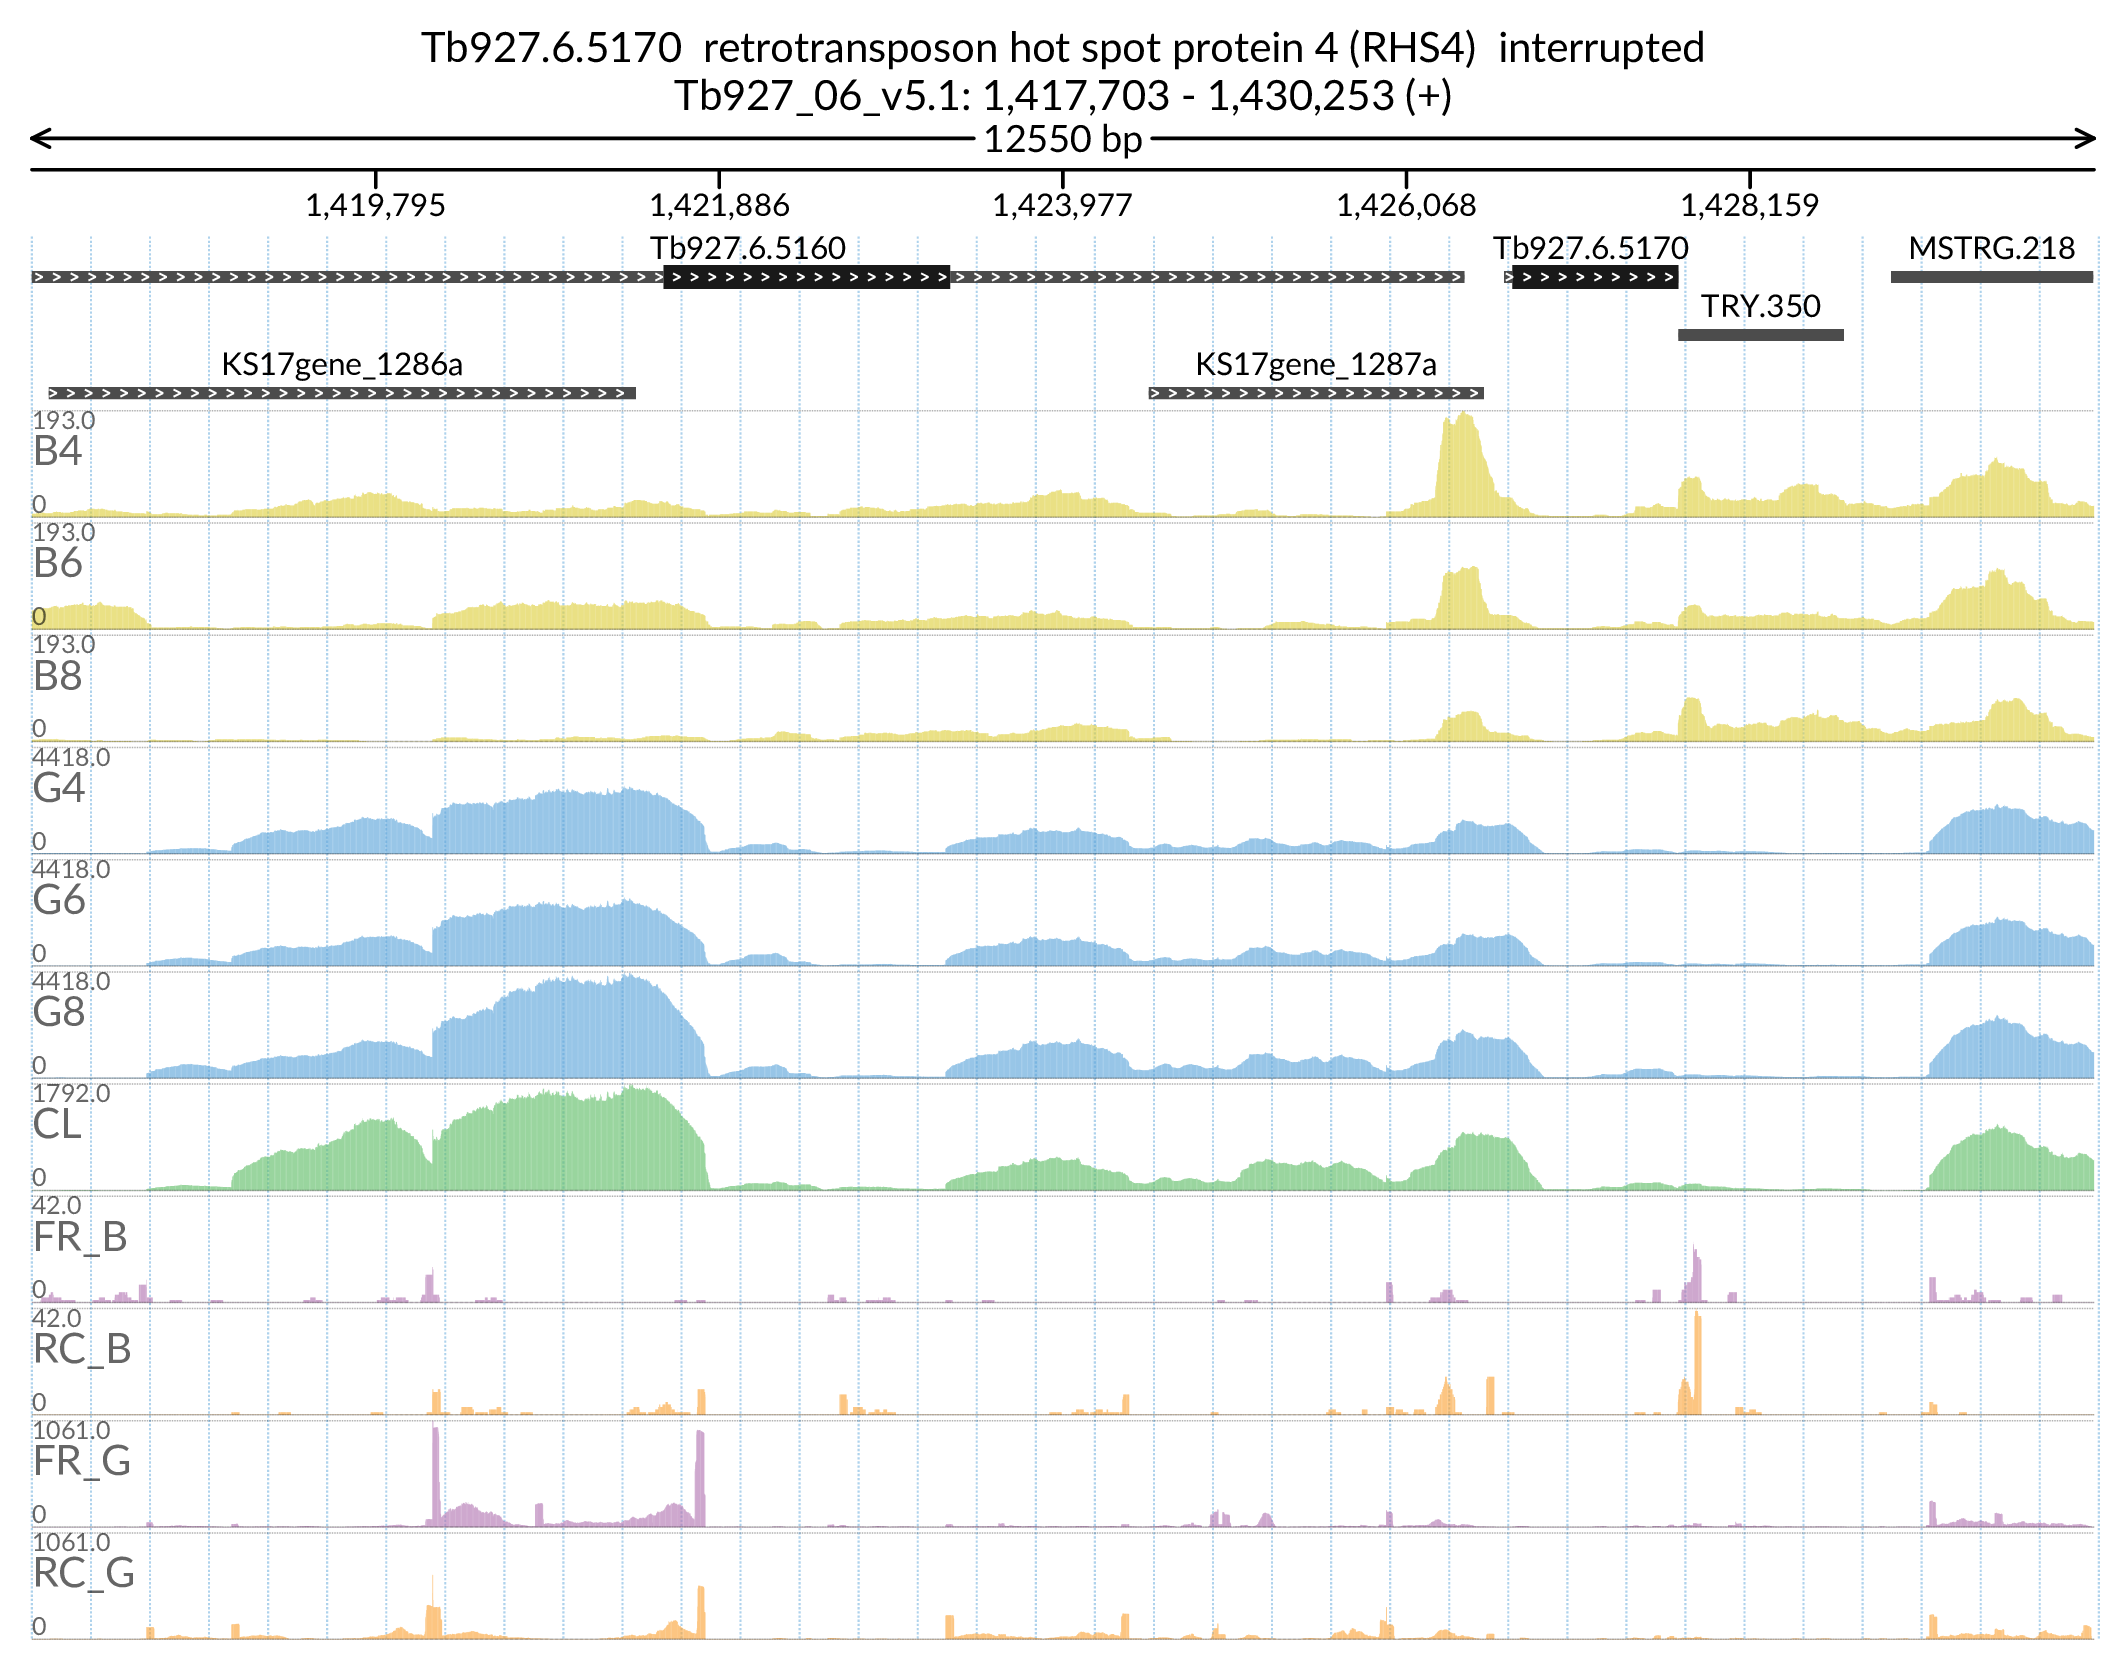 Tb927.6.5170 retrotransposon hot spot protein 4 (RHS4) interrupted
Tb927_06_v5.1: 1,417,703 - 1,430,253 (+)
12550 bp
1,419,795 1,421,886 1,423,977 1,426,068 1,428,159
Tb927.6.5160 Tb927.6.5170 MSTRG.218
TRY.350
KS17gene_1286a KS17gene_1287a
193.0
B4
0
193.0
B6
0
193.0
B8
0
4418.0
G4
0
4418.0
G6
0
4418.0
G8
0
1792.0
CL
0
42.0
FR_B
0
42.0
RC_B
0
1061.0
FR_G
0
1061.0
RC_G
0